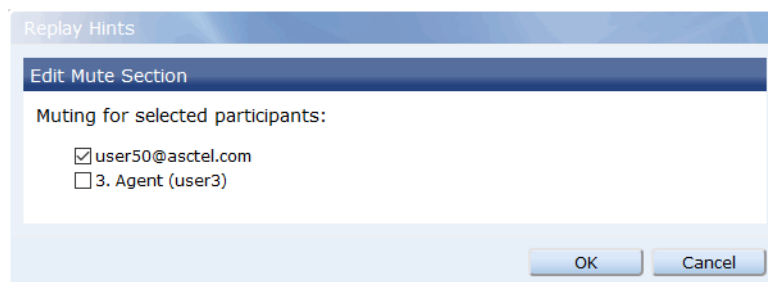 Replay Hints
Edit Mute Section
Muting for selected participants:
user50@asctel.com
3. Agent (user3)
OK Cancel